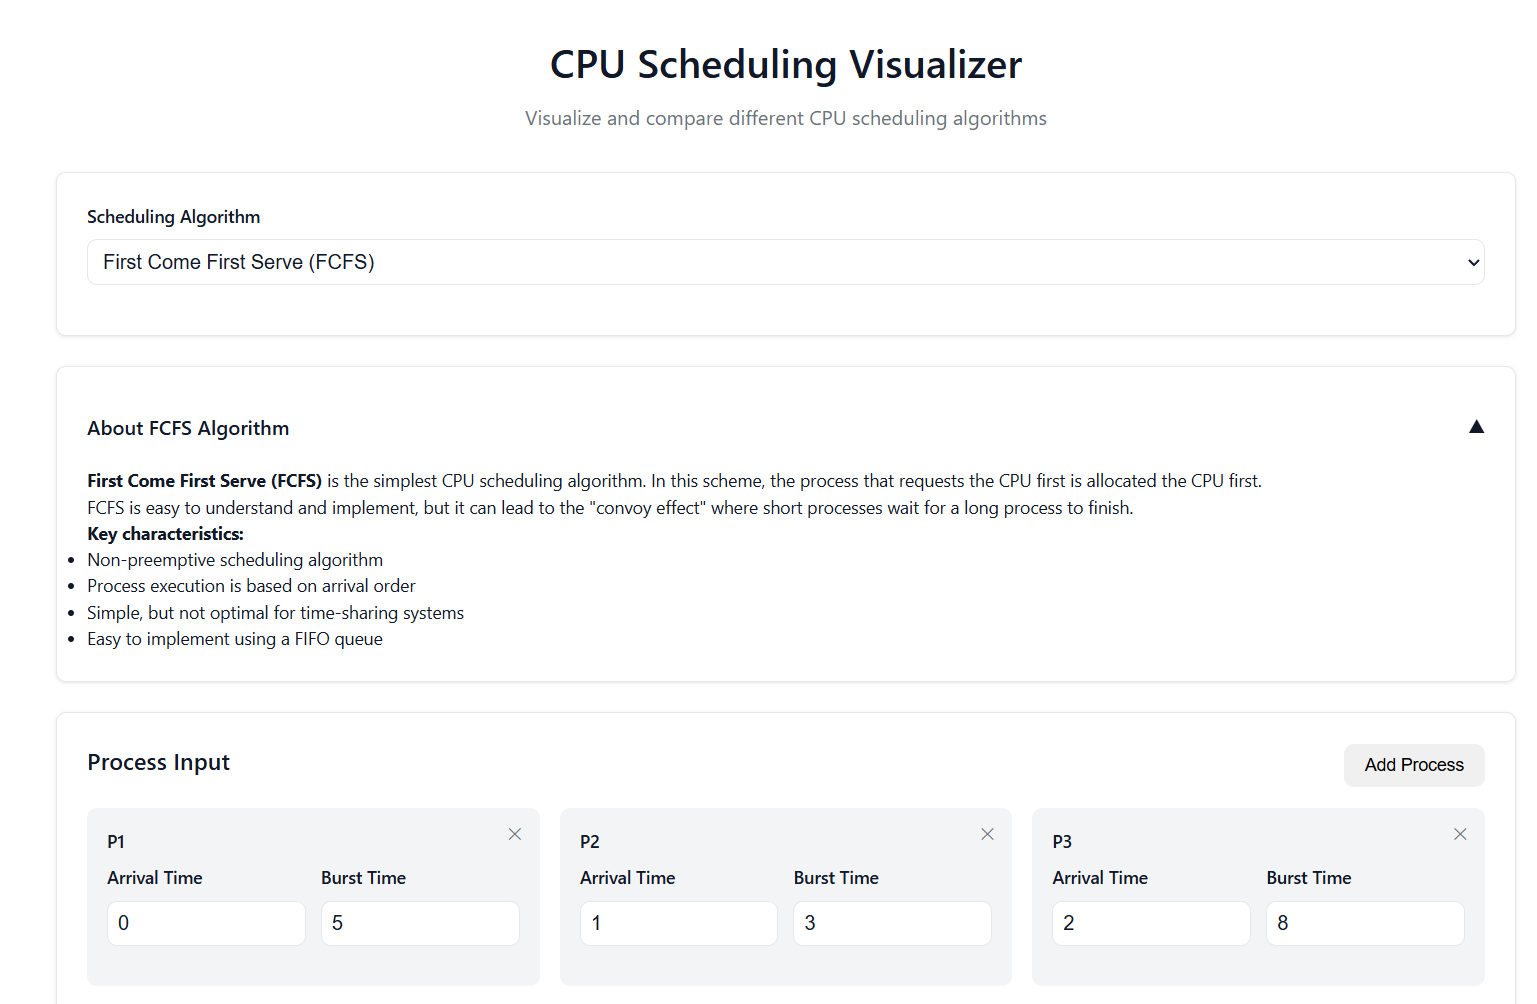 CPU Scheduling Visualizer
Visualize and compare different CPU scheduling algorithms
Scheduling Algorithm
First Come First Serve (FCFS)
About FCFS Algorithm
First Come First Serve (FCFS) is the simplest CPU scheduling algorithm. In this scheme, the process that requests the CPU first is allocated the CPU first.
FCFS is easy to understand and implement, but it can lead to the "convoy effect" where short processes wait for a long process to finish.
Key characteristics:
Non-preemptive scheduling algorithm
Process execution is based on arrival order
Simple, but not optimal for time-sharing systems
Easy to implement using a FIFO queue
Process Input
Add Process
P1
Arrival Time
Burst Time
0
5
P2
Arrival Time
Burst Time
1
3
P3
Arrival Time
Burst Time
2
8